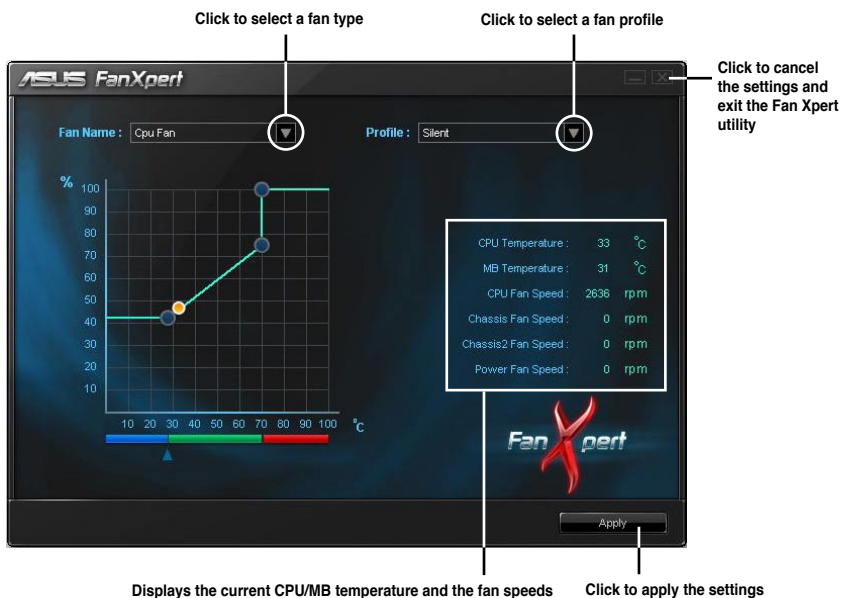 Click to select a fan type
Click to select a fan profile
Click to cancel
the settings and
exit the Fan Xpert
utility
ASUS FanXpert
Fan Name : Cpu Fan
Profile : Silent
%
100
90
80
70
60
50
40
30
20
10
10 20 30 40 50 60 70 80 90 100 °C
CPU Temperature : 33 °C
MB Temperature : 31 °C
CPU Fan Speed : 2636 rpm
Chassis Fan Speed : 0 rpm
Chassis2 Fan Speed : 0 rpm
Power Fan Speed : 0 rpm
Fan Xpert
Apply
Displays the current CPU/MB temperature and the fan speeds
Click to apply the settings